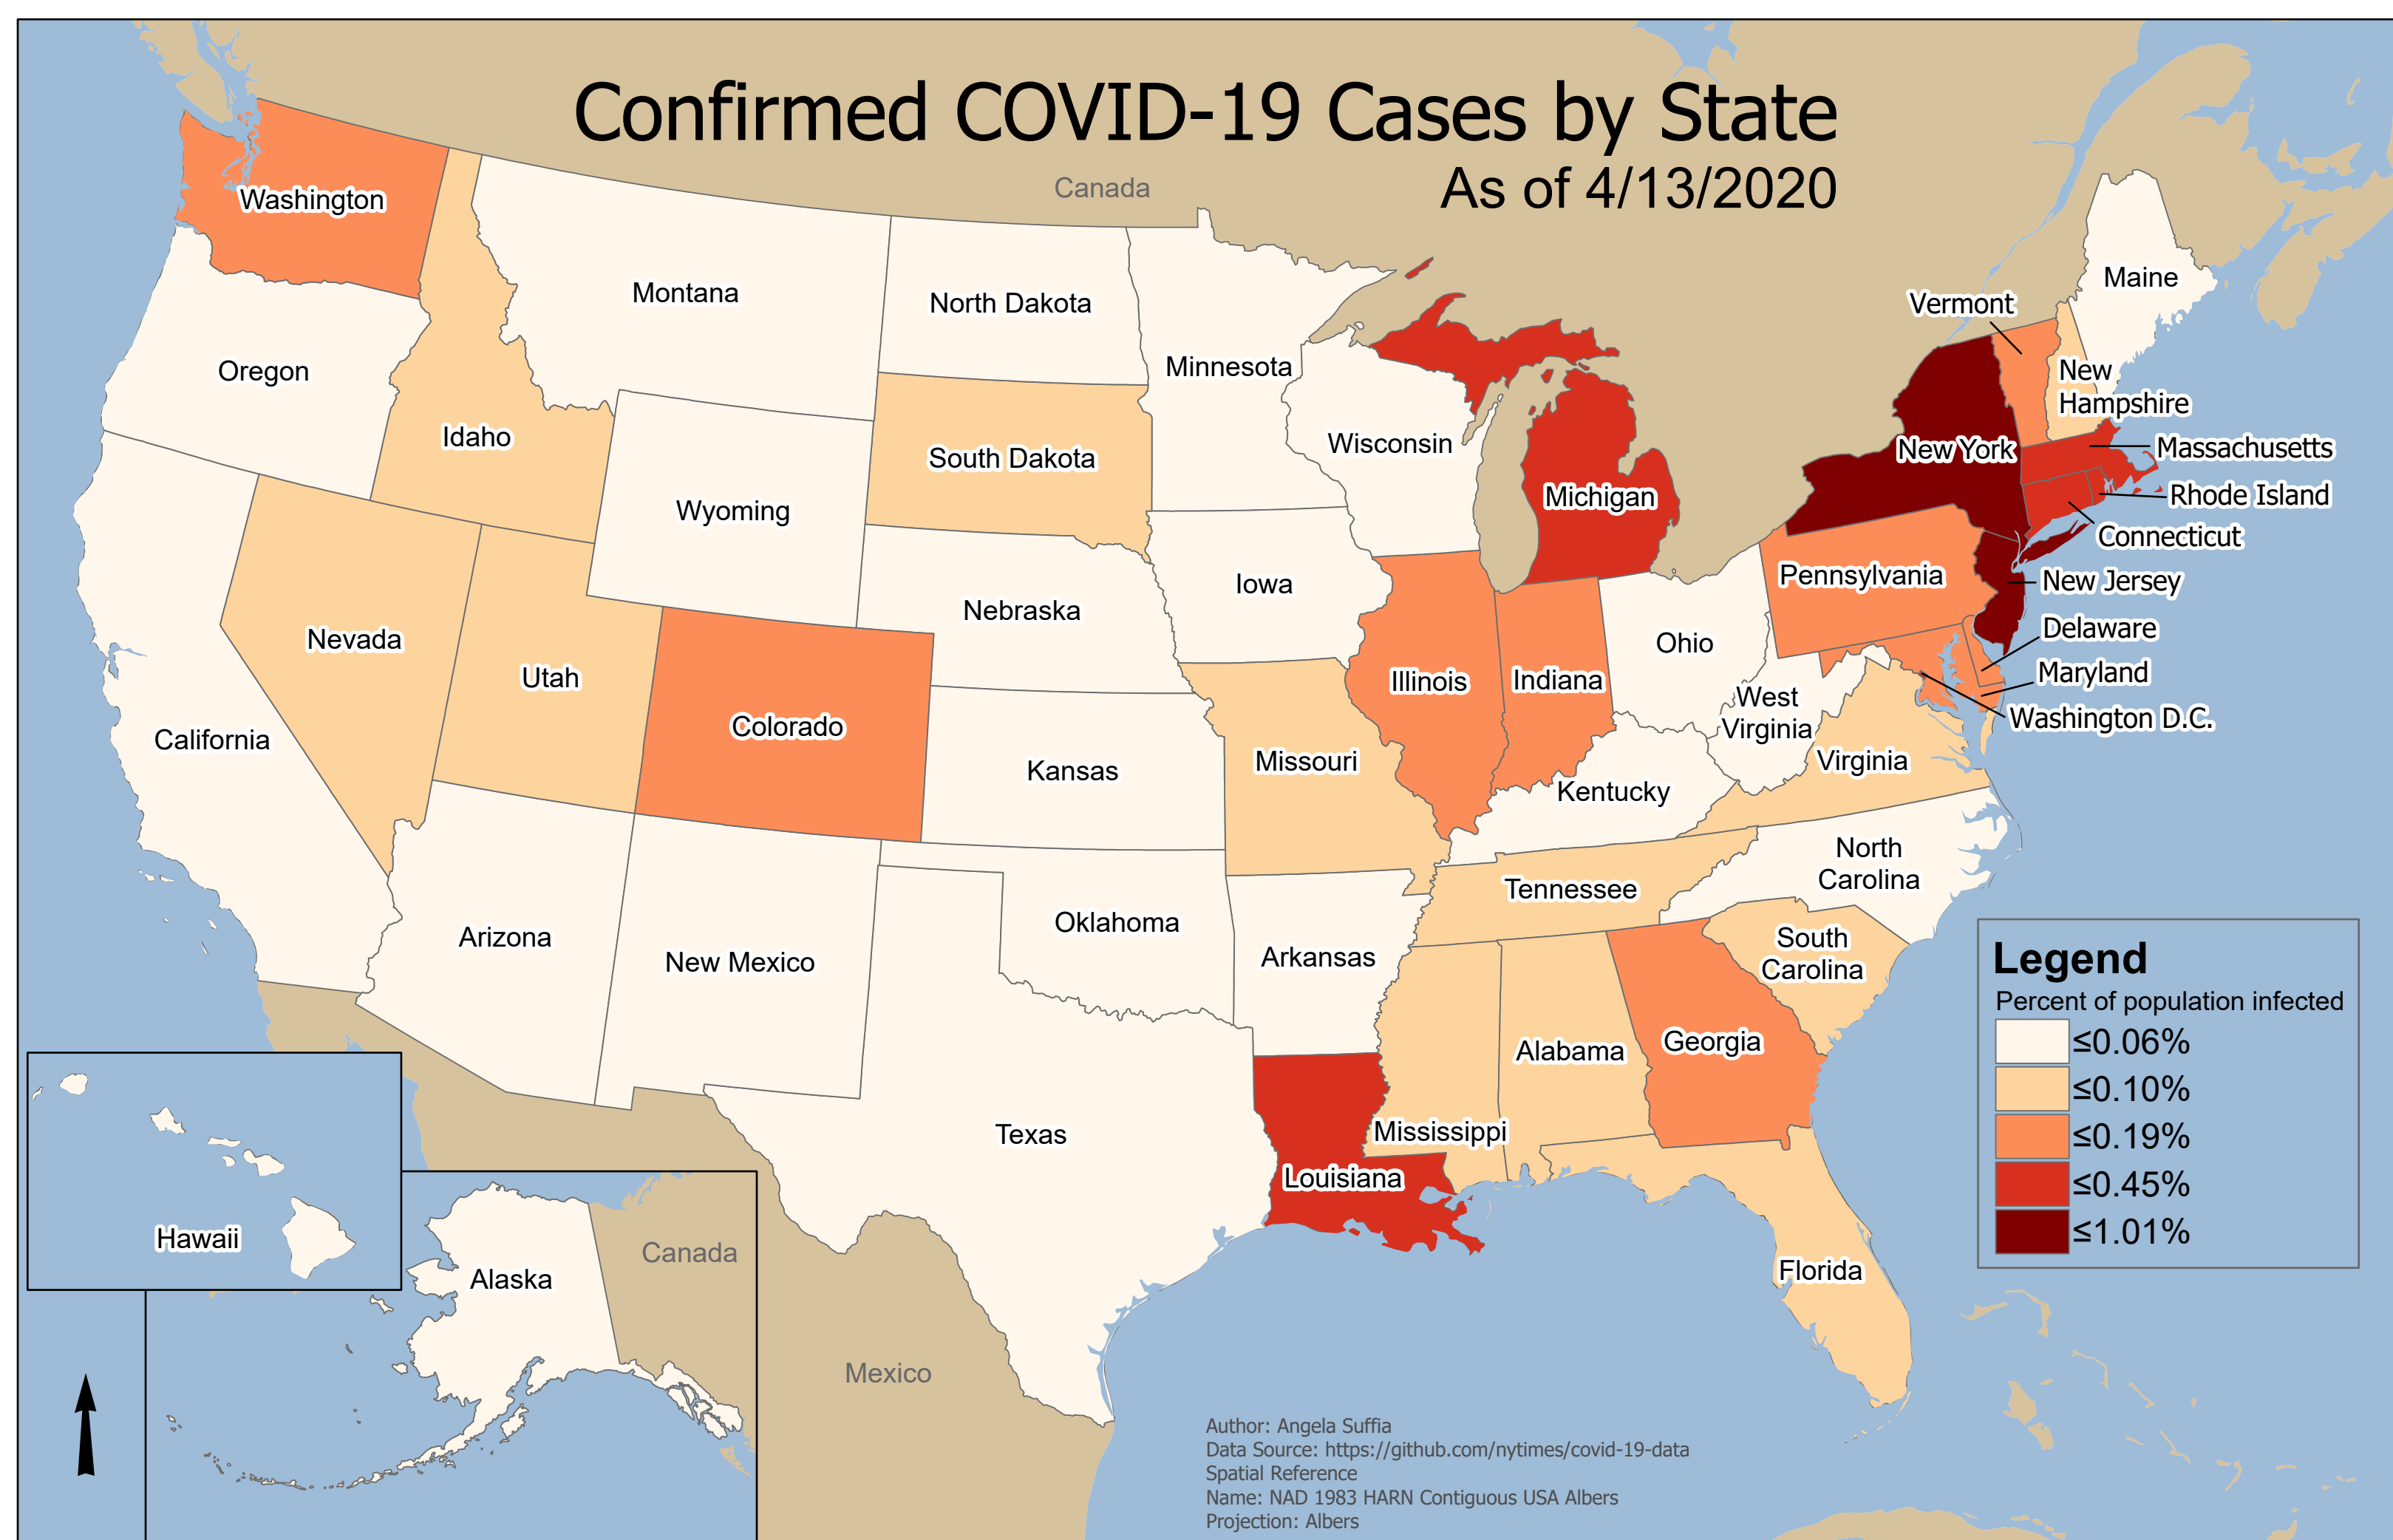 Confirmed COVID-19 Cases by State
As of 4/13/2020
Canada
Washington
Montana
North Dakota
Minnesota
Maine
Vermont
Oregon
Idaho
South Dakota
Wisconsin
Michigan
New York
New
Hampshire
Massachusetts
Rhode Island
Connecticut
Wyoming
Iowa
Pennsylvania
New Jersey
Nebraska
Nevada
Utah
Colorado
Illinois
Indiana
Ohio
Delaware
Maryland
Washington D.C.
West
Virginia
Virginia
California
Kansas
Missouri
Kentucky
North
Carolina
Tennessee
Arizona
New Mexico
Oklahoma
Arkansas
South
Carolina
Texas
Louisiana
Mississippi
Alabama
Georgia
Florida
Legend
Percent of population infected
≤0.06%
≤0.10%
≤0.19%
≤0.45%
≤1.01%
Hawaii
Alaska
Canada
Mexico
Author: Angela Suffia
Data Source: https://github.com/nytimes/covid-19-data
Spatial Reference
Name: NAD 1983 HARN Contiguous USA Albers
Projection: Albers